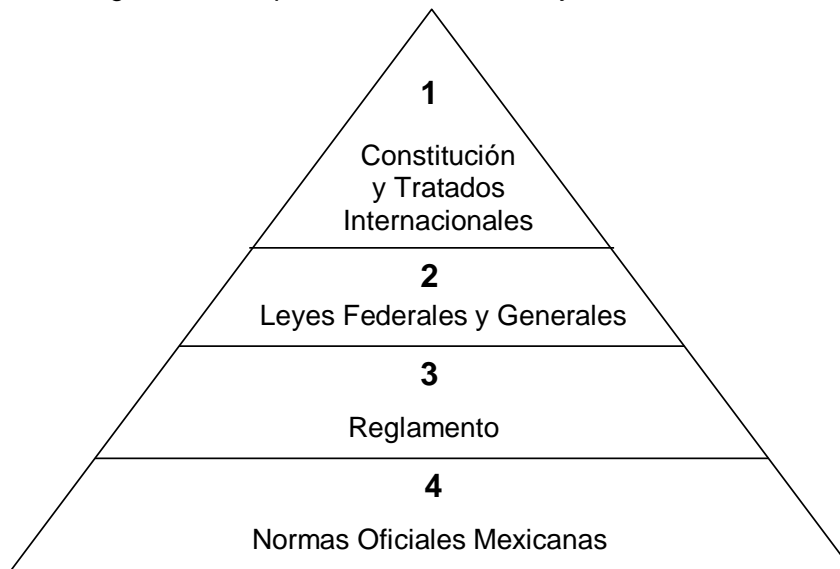 1
Constitución
y Tratados
Internacionales
2
Leyes Federales y Generales
3
Reglamento
4
Normas Oficiales Mexicanas